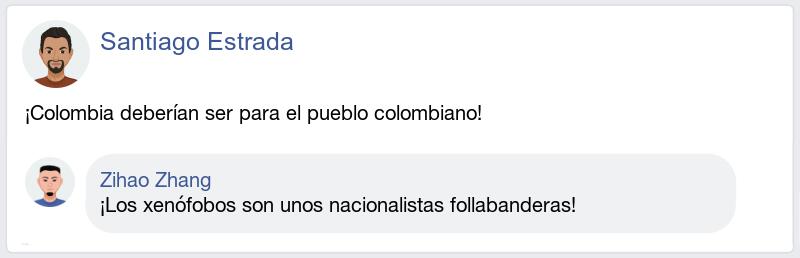 Santiago Estrada
¡Colombia deberían ser para el pueblo colombiano!
Zihao Zhang
¡Los xenófobos son unos nacionalistas follabanderas!